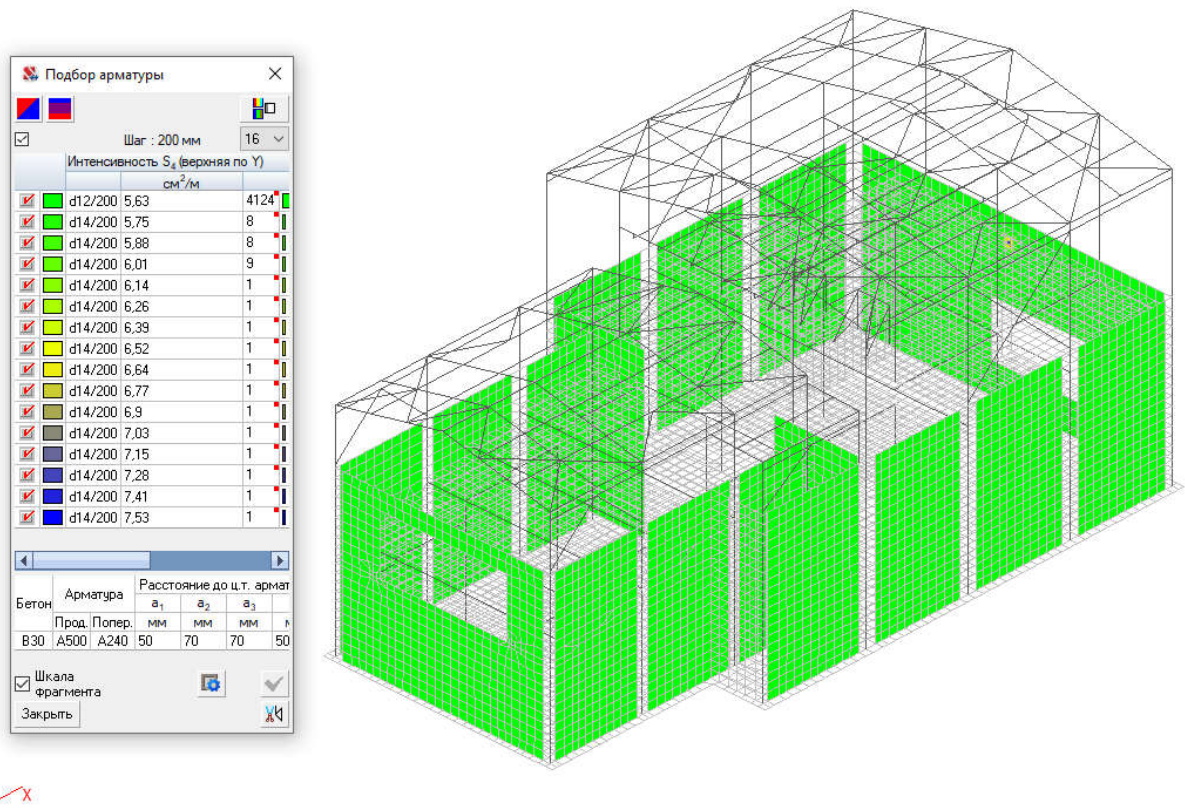 Подбор арматуры
Шаг : 200 мм 16
Интенсивность S4 (верхняя по Y)
см2/м
d12/200 5,63 4124
d14/200 5,75 8
d14/200 5,88 8
d14/200 6,01 9
d14/200 6,14 1
d14/200 6,26 1
d14/200 6,39 1
d14/200 6,52 1
d14/200 6,64 1
d14/200 6,77 1
d14/200 6,9 1
d14/200 7,03 1
d14/200 7,15 1
d14/200 7,28 1
d14/200 7,41 1
d14/200 7,53 1
Бетон Арматура Расстояние до ц.т. армат
a1 a2 a3
Прод. Попер. мм мм мм
B30 A500 A240 50 70 70 50
Шкала
фрагмента
Закрыть
X